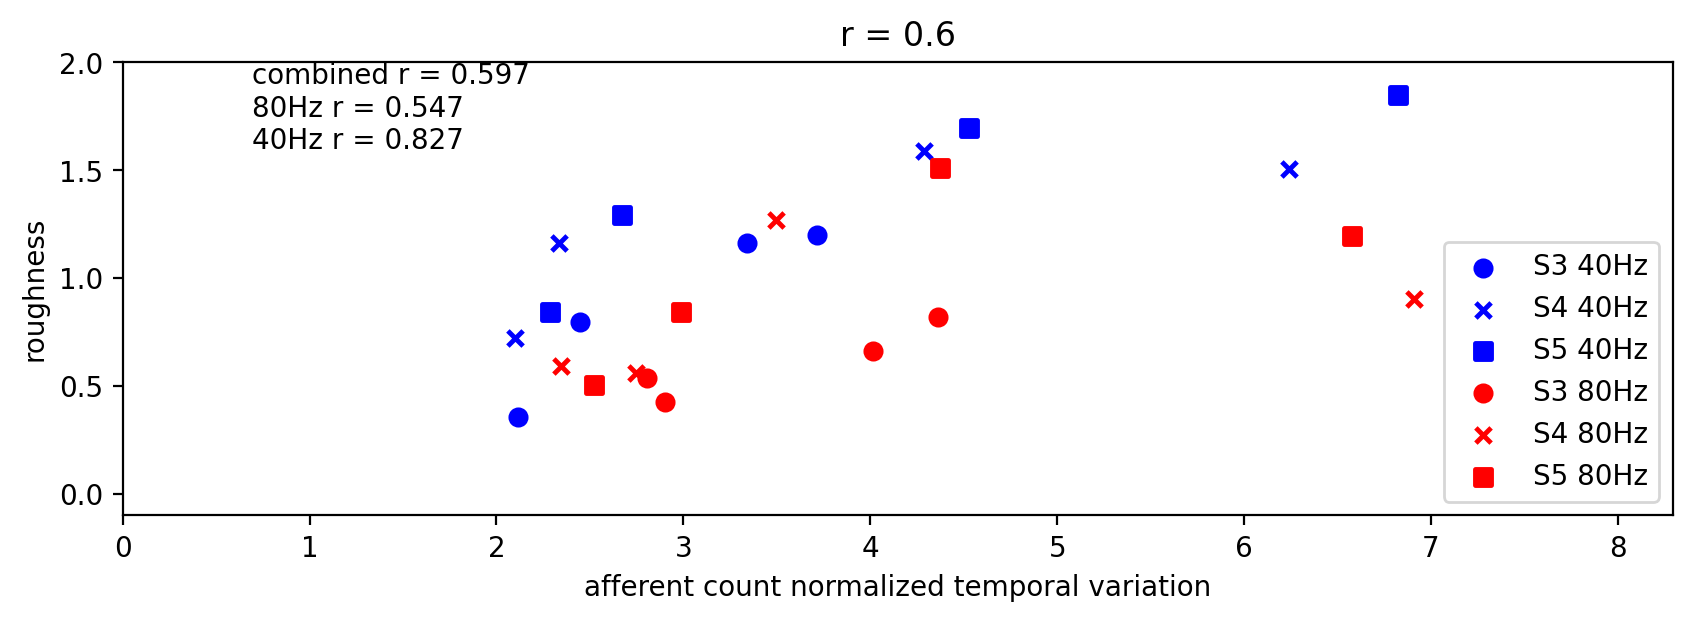 r = 0.6
combined r = 0.597
80Hz r = 0.547
40Hz r = 0.827
2.0
1.5
1.0
0.5
0.0
roughness
S3 40Hz
S4 40Hz
S5 40Hz
S3 80Hz
S4 80Hz
S5 80Hz
0 1 2 3 4 5 6 7 8
afferent count normalized temporal variation